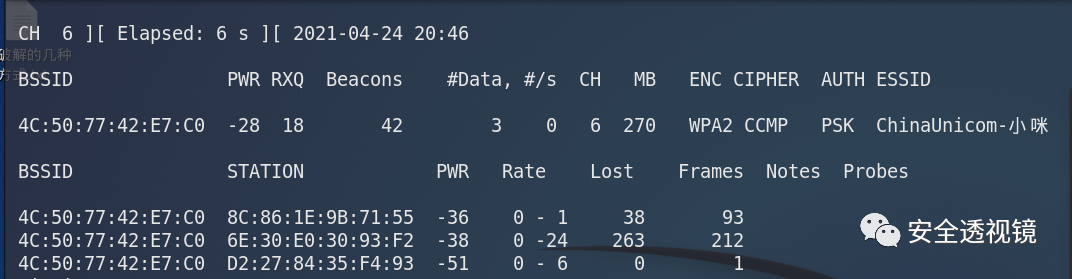 CH  6 ][ Elapsed: 6 s ][ 2021-04-24 20:46
破解的几种
方式
BSSID              PWR RXQ  Beacons    #Data, #/s  CH   MB   ENC CIPHER  AUTH ESSID
4C:50:77:42:E7:C0  -28  18       42        3    0   6  270   WPA2 CCMP   PSK  ChinaUnicom-小咪
BSSID              STATION            PWR   Rate    Lost    Frames  Notes  Probes
4C:50:77:42:E7:C0  8C:86:1E:9B:71:55  -36    0 - 1     38       93
4C:50:77:42:E7:C0  6E:30:E0:30:93:F2  -38    0 -24    263      212
4C:50:77:42:E7:C0  D2:27:84:35:F4:93  -51    0 - 6      0        1
安全透视镜